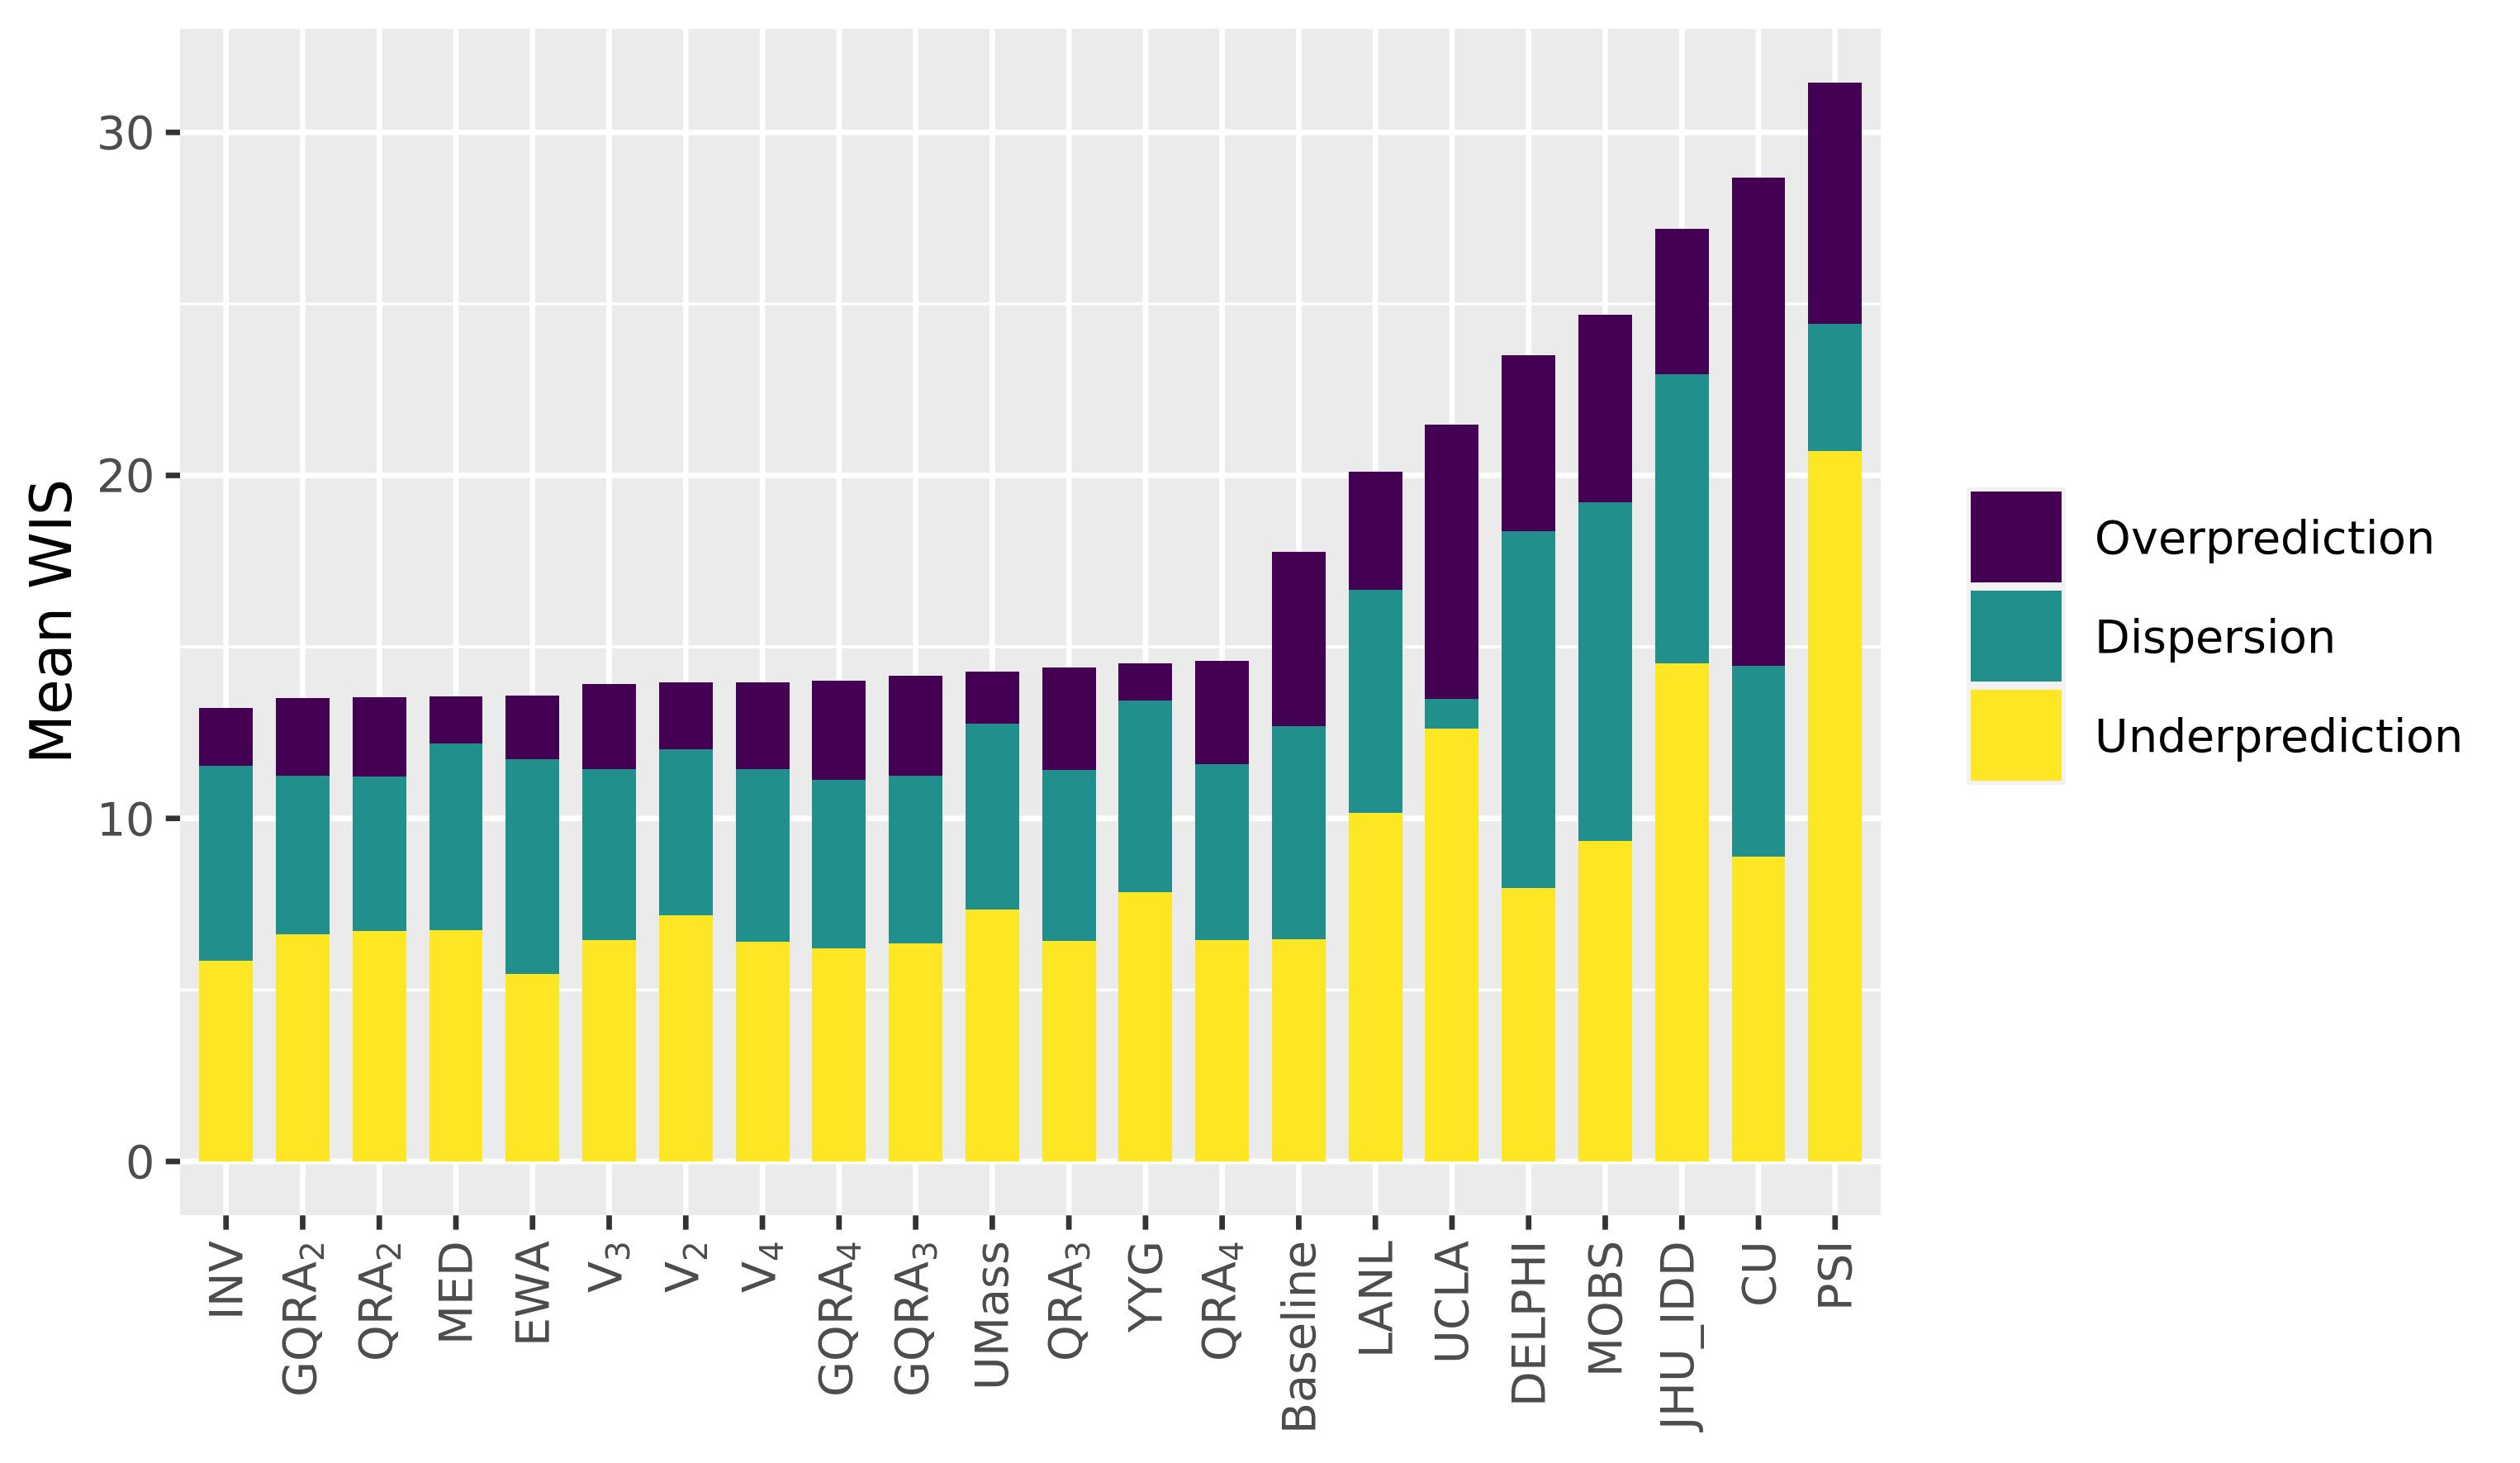 Mean WIS
30
20
10
0
INV
GQRA₂
QRA₂
MED
EWA
V₃
V₂
V₄
GQRA₄
GQRA₃
UMass
QRA₃
YYG
QRA₄
Baseline
LANL
UCLA
DELPHI
MOBS
JHU_IDD
CU
PSI
Overprediction
Dispersion
Underprediction